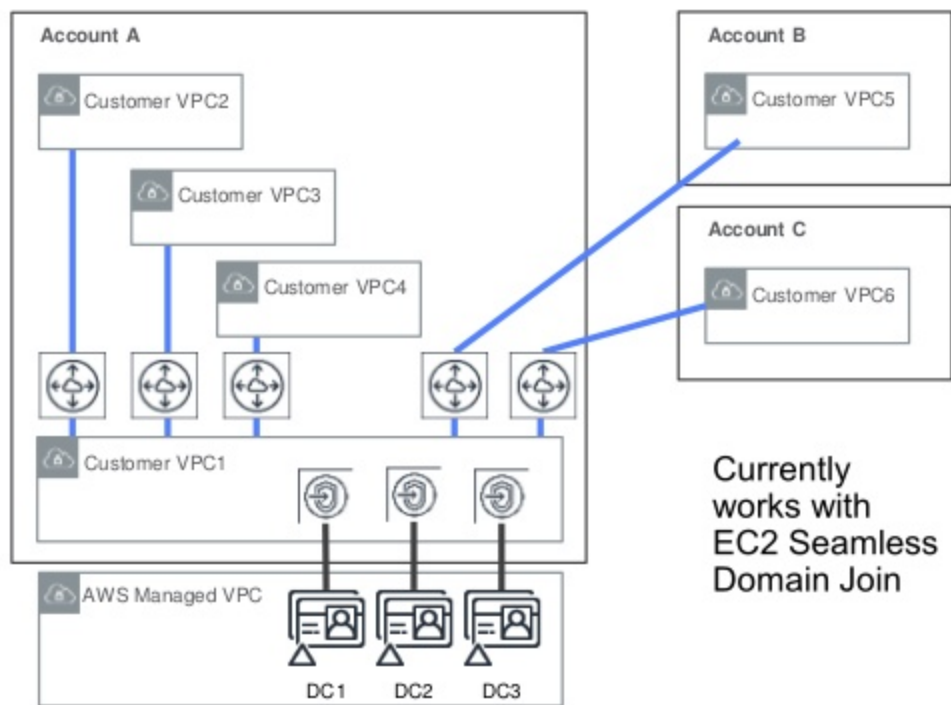 Account A
Customer VPC2
Customer VPC3
Customer VPC4
Customer VPC1
AWS Managed VPC
DC1
DC2
DC3
Account B
Customer VPC5
Account C
Customer VPC6
Currently
works with
EC2 Seamless
Domain Join